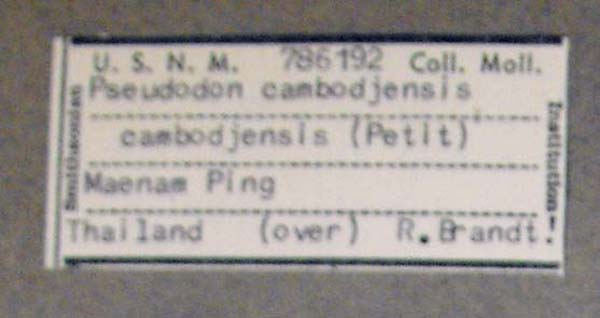 U. S. N. M. 786192 Coll. Moll.
Pseudodon cambodjensis
cambodjensis (Petit)
Maenam Ping
Thailand (over) R. Brandt!
Smithsonian
Institution